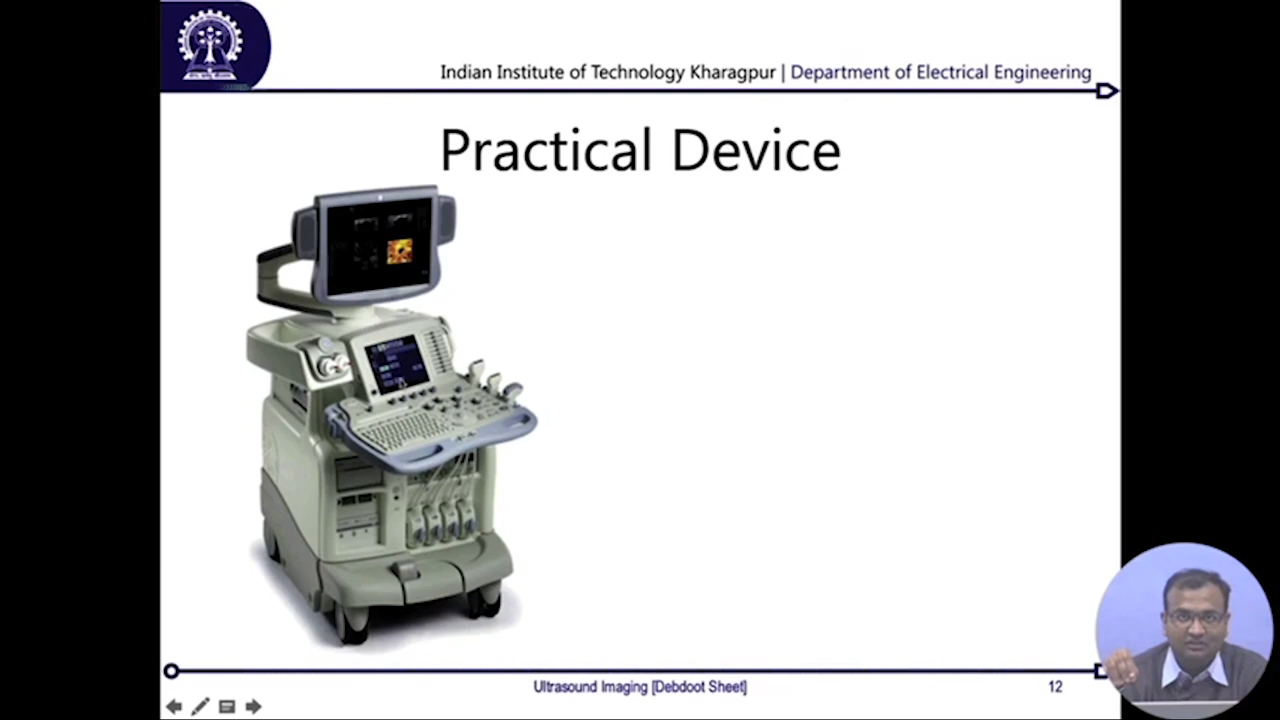 Indian Institute of Technology Kharagpur | Department of Electrical Engineering
Practical Device
Ultrasound Imaging [Debdoot Sheet]
12